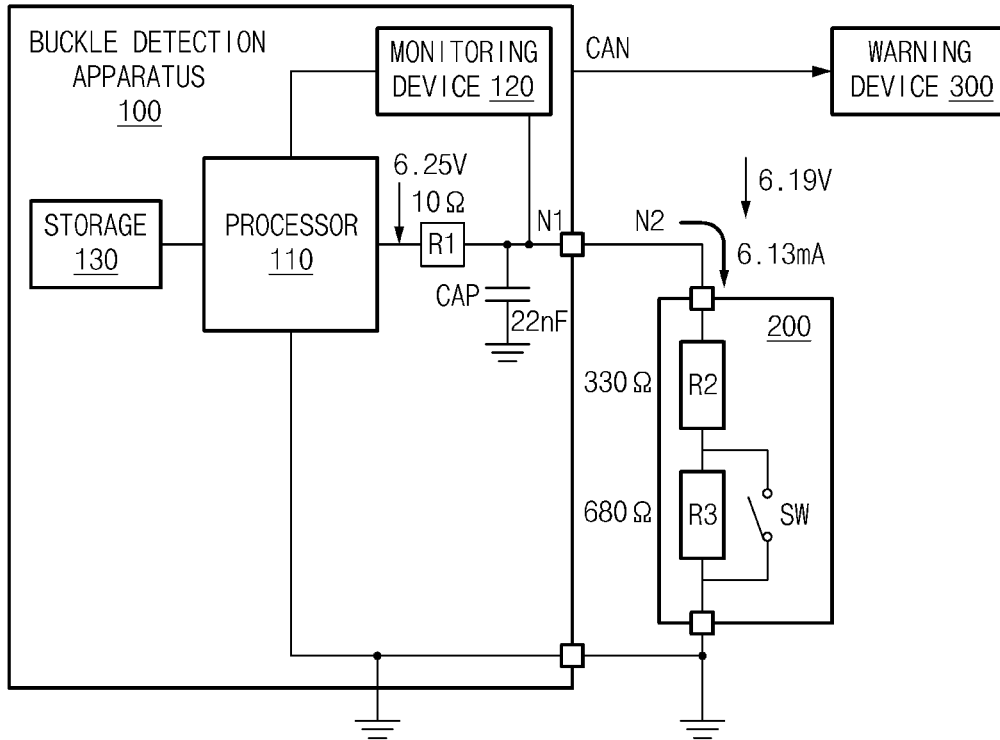 BUCKLE DETECTION
APPARATUS
100
MONITORING
DEVICE 120
CAN
WARNING
DEVICE 300
STORAGE
130
PROCESSOR
110
6.25V
10Ω
R1
N1
N2
6.19V
6.13mA
CAP
22nF
200
330Ω
R2
680Ω
R3
SW